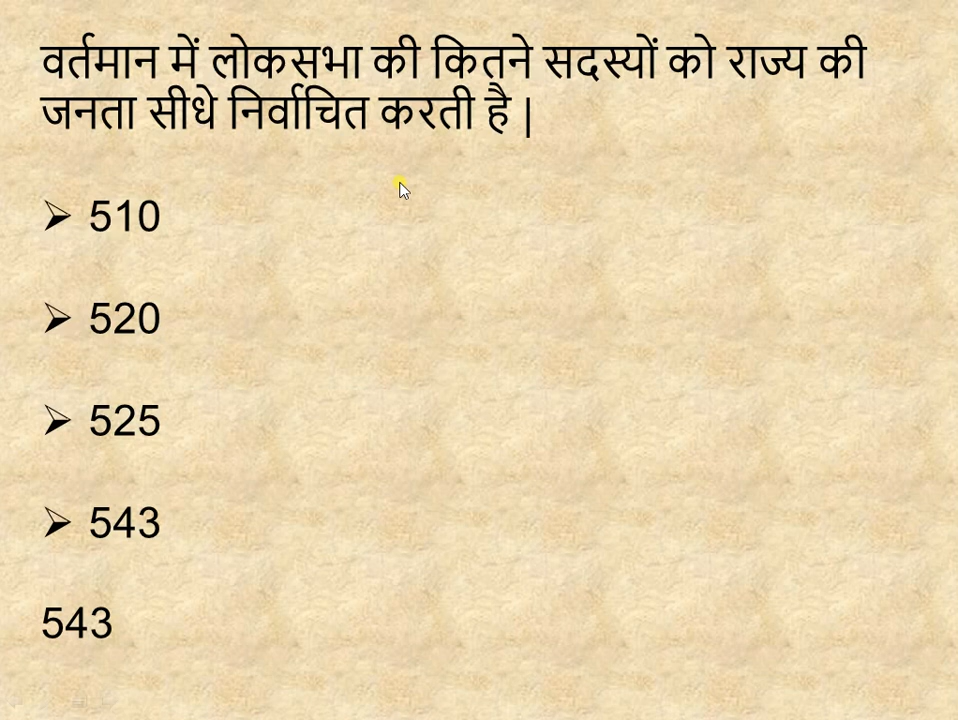 वर्तमान में लोकसभा की कितने सदस्यों को राज्य की
जनता सीधे निर्वाचित करती है |
➢ 510
➢ 520
➢ 525
➢ 543
543